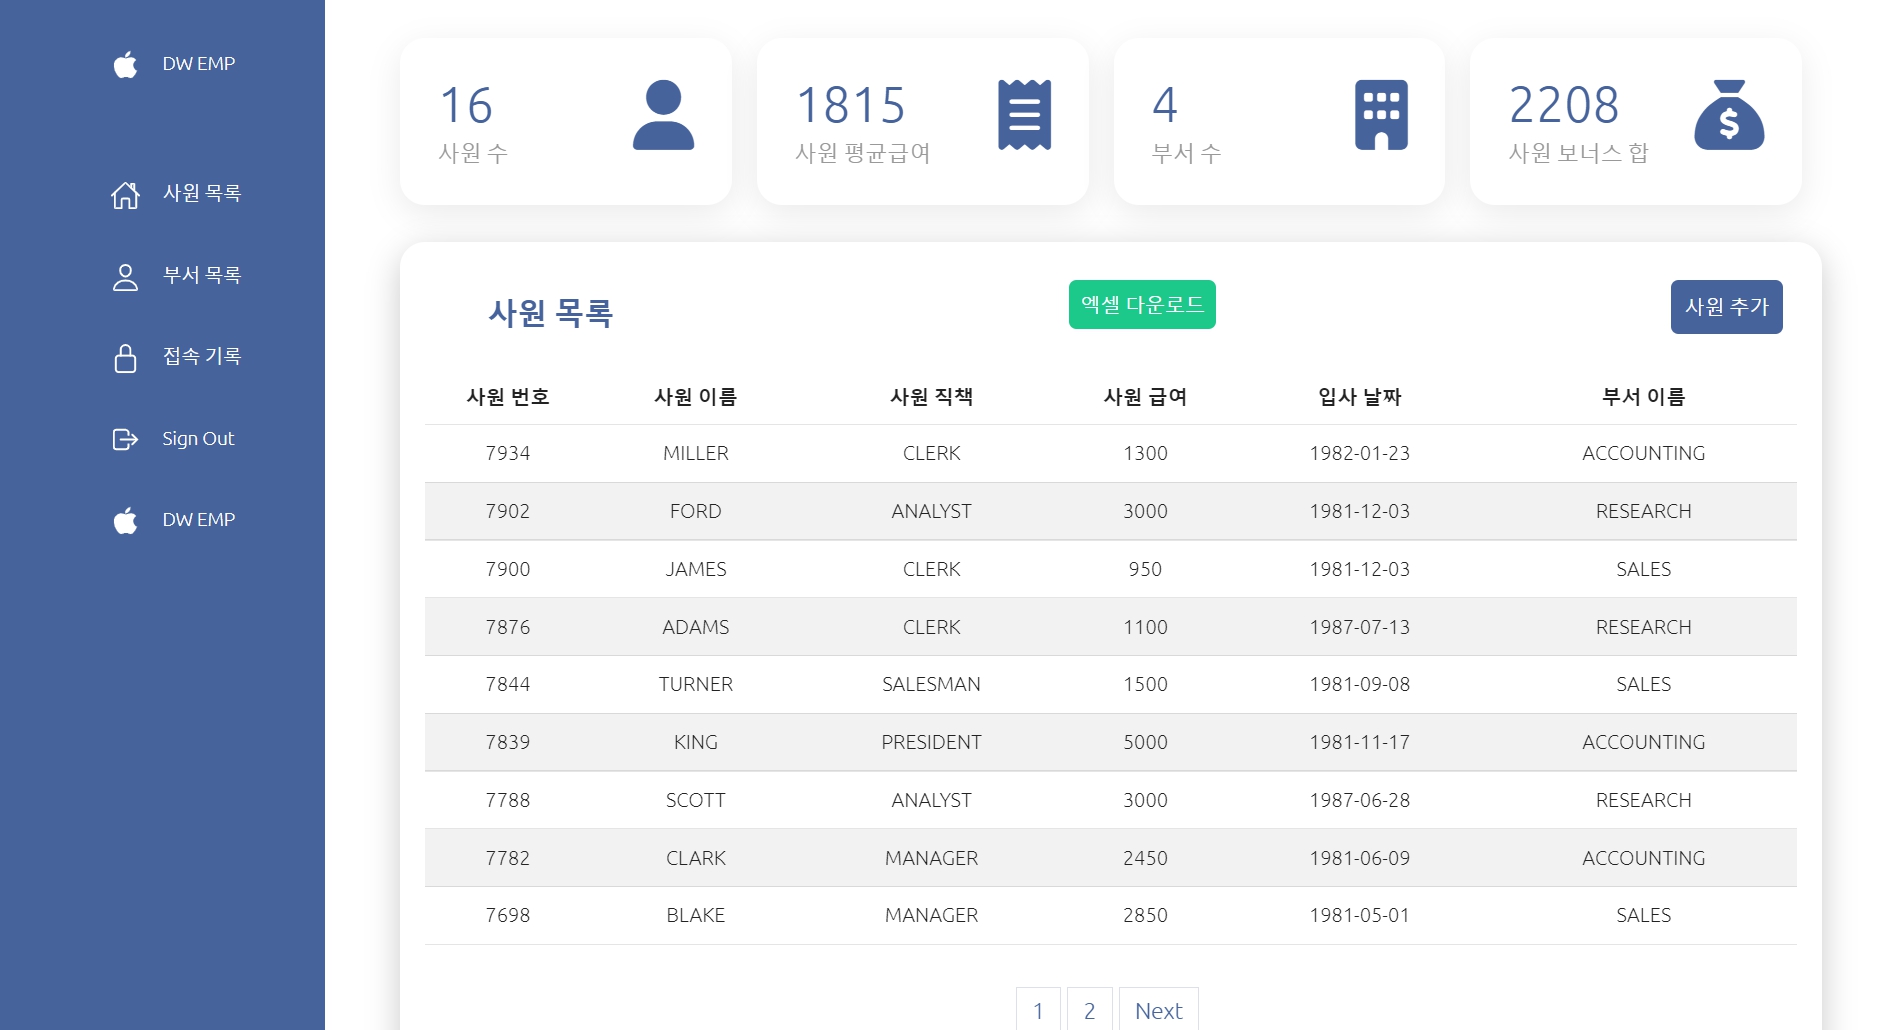 DW EMP
사원 목록
부서 목록
접속 기록
Sign Out
DW EMP
16
사원 수
1815
사원 평균급여
4
부서 수
2208
사원 보너스 합
$
사원 목록
엑셀 다운로드
사원 추가
사원 번호 사원 이름 사원 직책 사원 급여 입사 날짜 부서 이름
7934 MILLER CLERK 1300 1982-01-23 ACCOUNTING
7902 FORD ANALYST 3000 1981-12-03 RESEARCH
7900 JAMES CLERK 950 1981-12-03 SALES
7876 ADAMS CLERK 1100 1987-07-13 RESEARCH
7844 TURNER SALESMAN 1500 1981-09-08 SALES
7839 KING PRESIDENT 5000 1981-11-17 ACCOUNTING
7788 SCOTT ANALYST 3000 1987-06-28 RESEARCH
7782 CLARK MANAGER 2450 1981-06-09 ACCOUNTING
7698 BLAKE MANAGER 2850 1981-05-01 SALES
1 2 Next